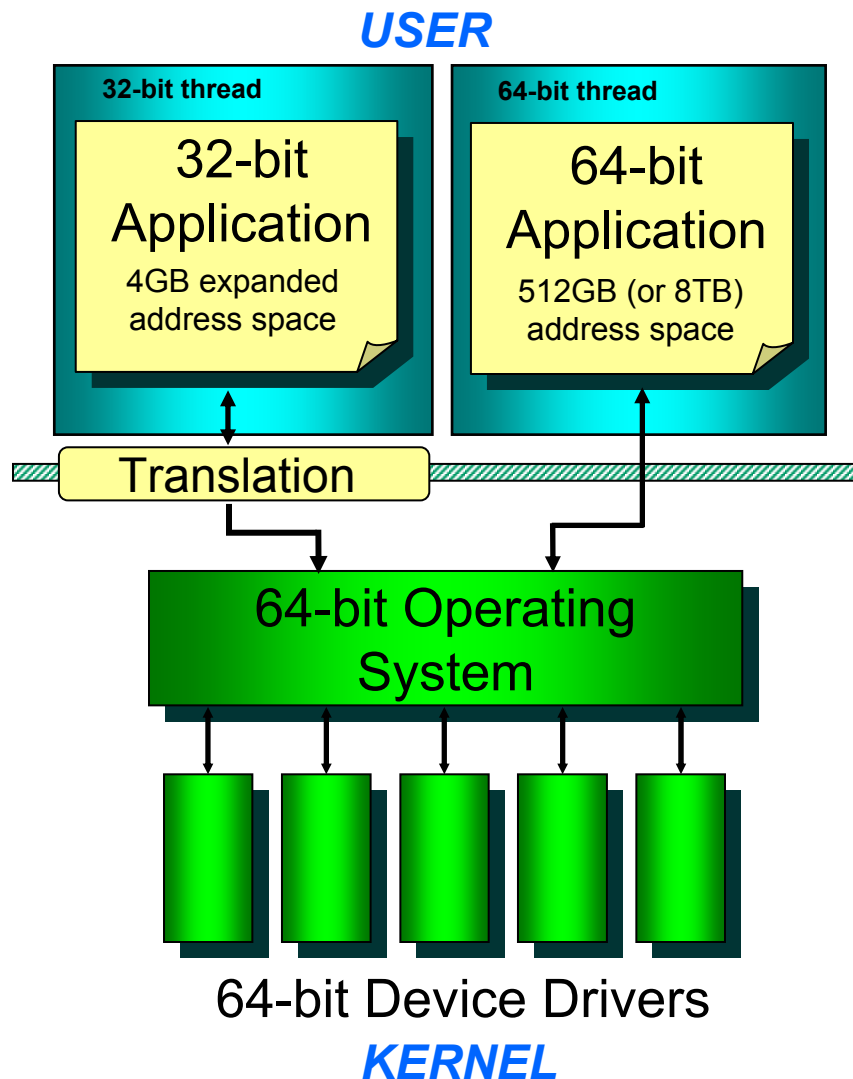 USER
32-bit thread
32-bit
Application
4GB expanded
address space
64-bit thread
64-bit
Application
512GB (or 8TB)
address space
Translation
64-bit Operating
System
64-bit Device Drivers
KERNEL